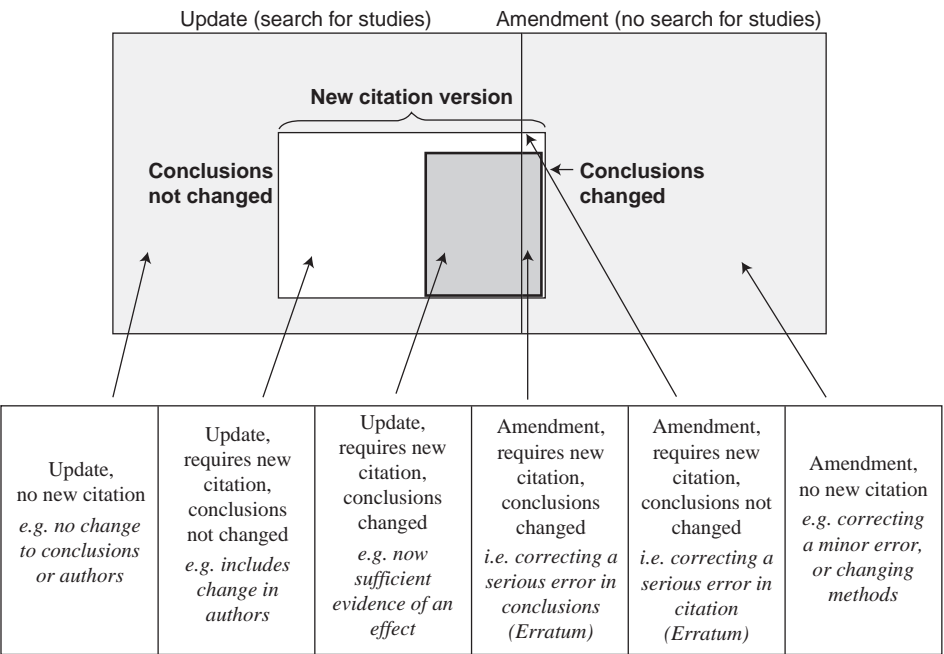 Update (search for studies)
Amendment (no search for studies)
New citation version
Conclusions
not changed
Conclusions
changed
Update,
no new citation
e.g. no change
to conclusions
or authors
Update,
requires new
citation,
conclusions
not changed
e.g. includes
change in
authors
Update,
requires new
citation,
conclusions
changed
e.g. now
sufficient
evidence of an
effect
Amendment,
requires new
citation,
conclusions
changed
i.e. correcting a
serious error in
conclusions
(Erratum)
Amendment,
requires new
citation,
conclusions not
changed
i.e. correcting a
serious error in
citation
(Erratum)
Amendment,
no new citation
e.g. correcting
a minor error,
or changing
methods